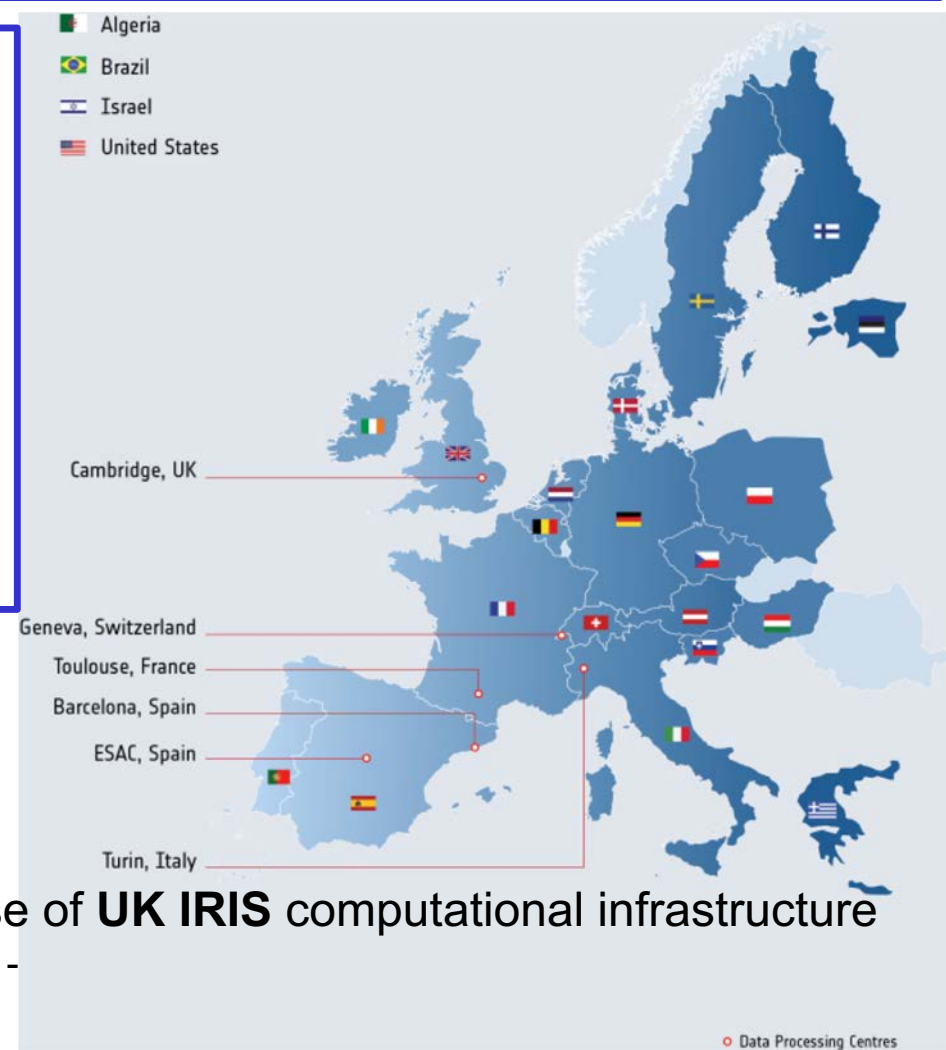 Algeria
Brazil
Israel
United States
Cambridge, UK
Geneva, Switzerland
Toulouse, France
Barcelona, Spain
ESAC, Spain
Turin, Italy
se of UK IRIS computational infrastructure
-
Data Processing Centres